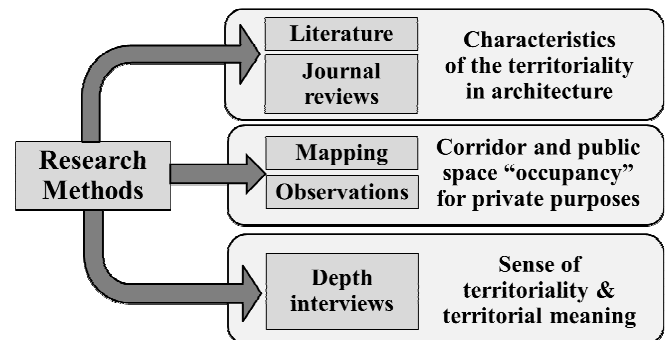 Research
Methods
Literature
Journal
reviews
Characteristics
of the territoriality
in architecture
Mapping
Observations
Corridor and public
space “occupancy”
for private purposes
Depth
interviews
Sense of
territoriality &
territorial meaning